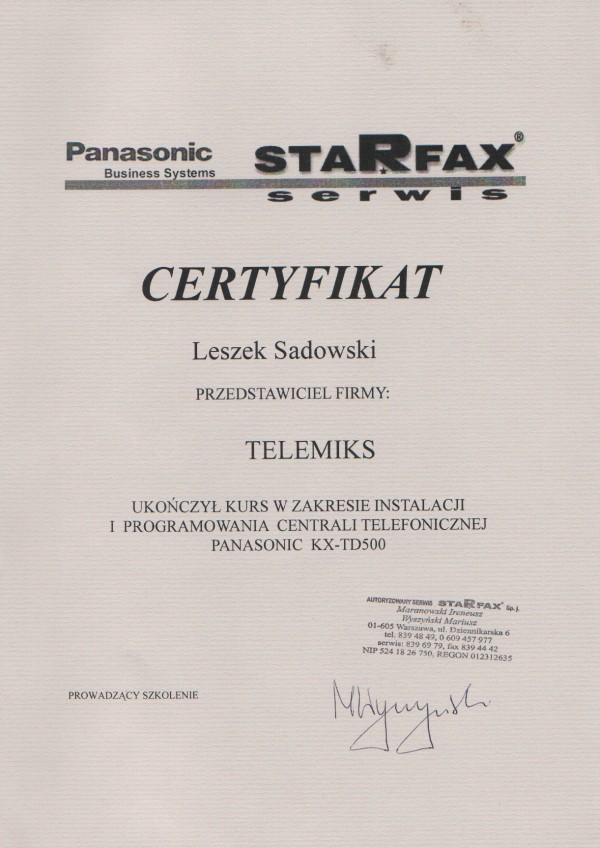 Panasonic
Business Systems
STARFAX®
serwis
CERTYFIKAT
Leszek Sadowski
PRZEDSTAWICIEL FIRMY:
TELEMIKS
UKOŃCZYŁ KURS W ZAKRESIE INSTALACJI
I PROGRAMOWANIA CENTRALI TELEFONICZNEJ
PANASONIC KX-TD500
AUTORYZOWANY SERWIS STARFAX® Sp. j.
Maranowski Ireneusz
Wyszyński Mariusz
01-605 Warszawa, ul. Dziennikarska 6
tel. 839 48 49, 0 609 457 977
serwis: 839 69 79, fax 839 44 42
NIP 524 18 26 750, REGON 012312635
PROWADZĄCY SZKOLENIE